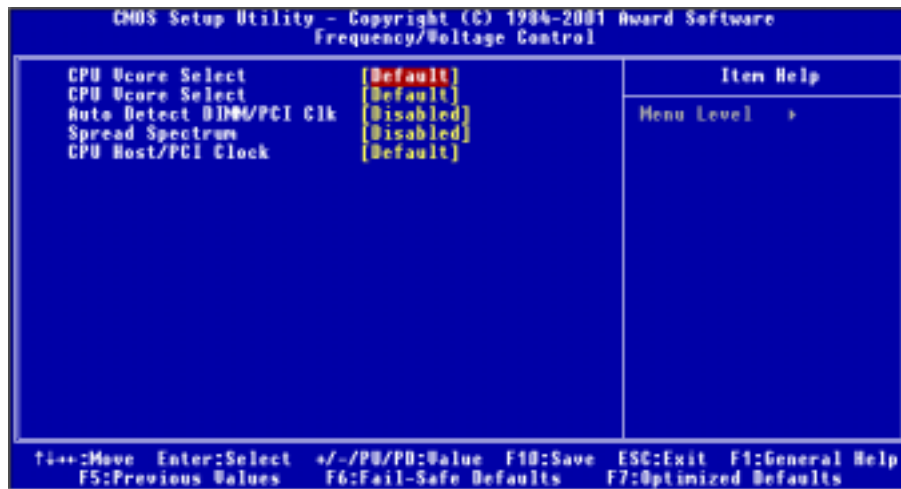 CMOS Setup Utility - Copyright (C) 1984-2001 Award Software
Frequency/Voltage Control
CPU Vcore Select [Default]
CPU Vcore Select [Default]
Auto Detect DIMM/PCI Clk [Disabled]
Spread Spectrum [Disabled]
CPU Host/PCI Clock [Default]
Item Help
Menu Level ▸
↑↓→←:Move Enter:Select +/-/PU/PD:Value F10:Save ESC:Exit F1:General Help
F5:Previous Values F6:Fail-Safe Defaults F7:Optimized Defaults